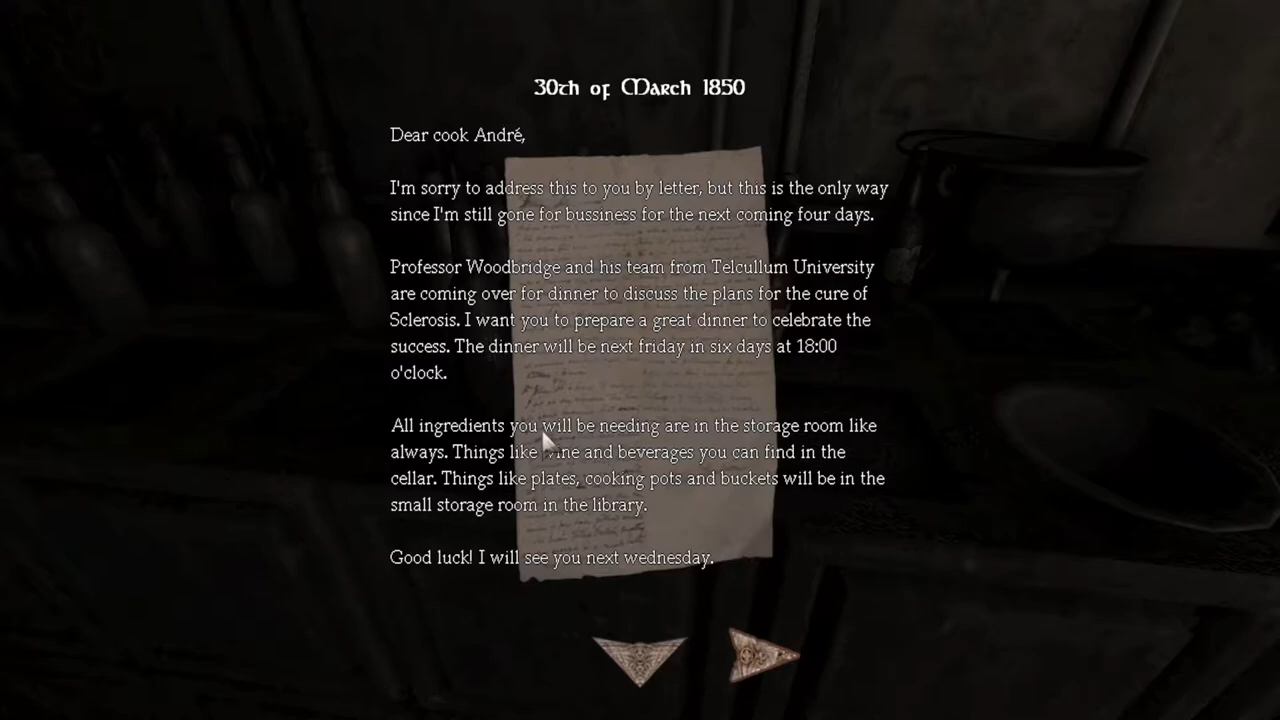 30th of March 1850
Dear cook André,
I'm sorry to address this to you by letter, but this is the only way
since I'm still gone for bussiness for the next coming four days.
Professor Woodbridge and his team from Telcullum University
are coming over for dinner to discuss the plans for the cure of
Sclerosis. I want you to prepare a great dinner to celebrate the
success. The dinner will be next friday in six days at 18:00
o'clock.
All ingredients you will be needing are in the storage room like
always. Things like wine and beverages you can find in the
cellar. Things like plates, cooking pots and buckets will be in the
small storage room in the library.
Good luck! I will see you next wednesday.